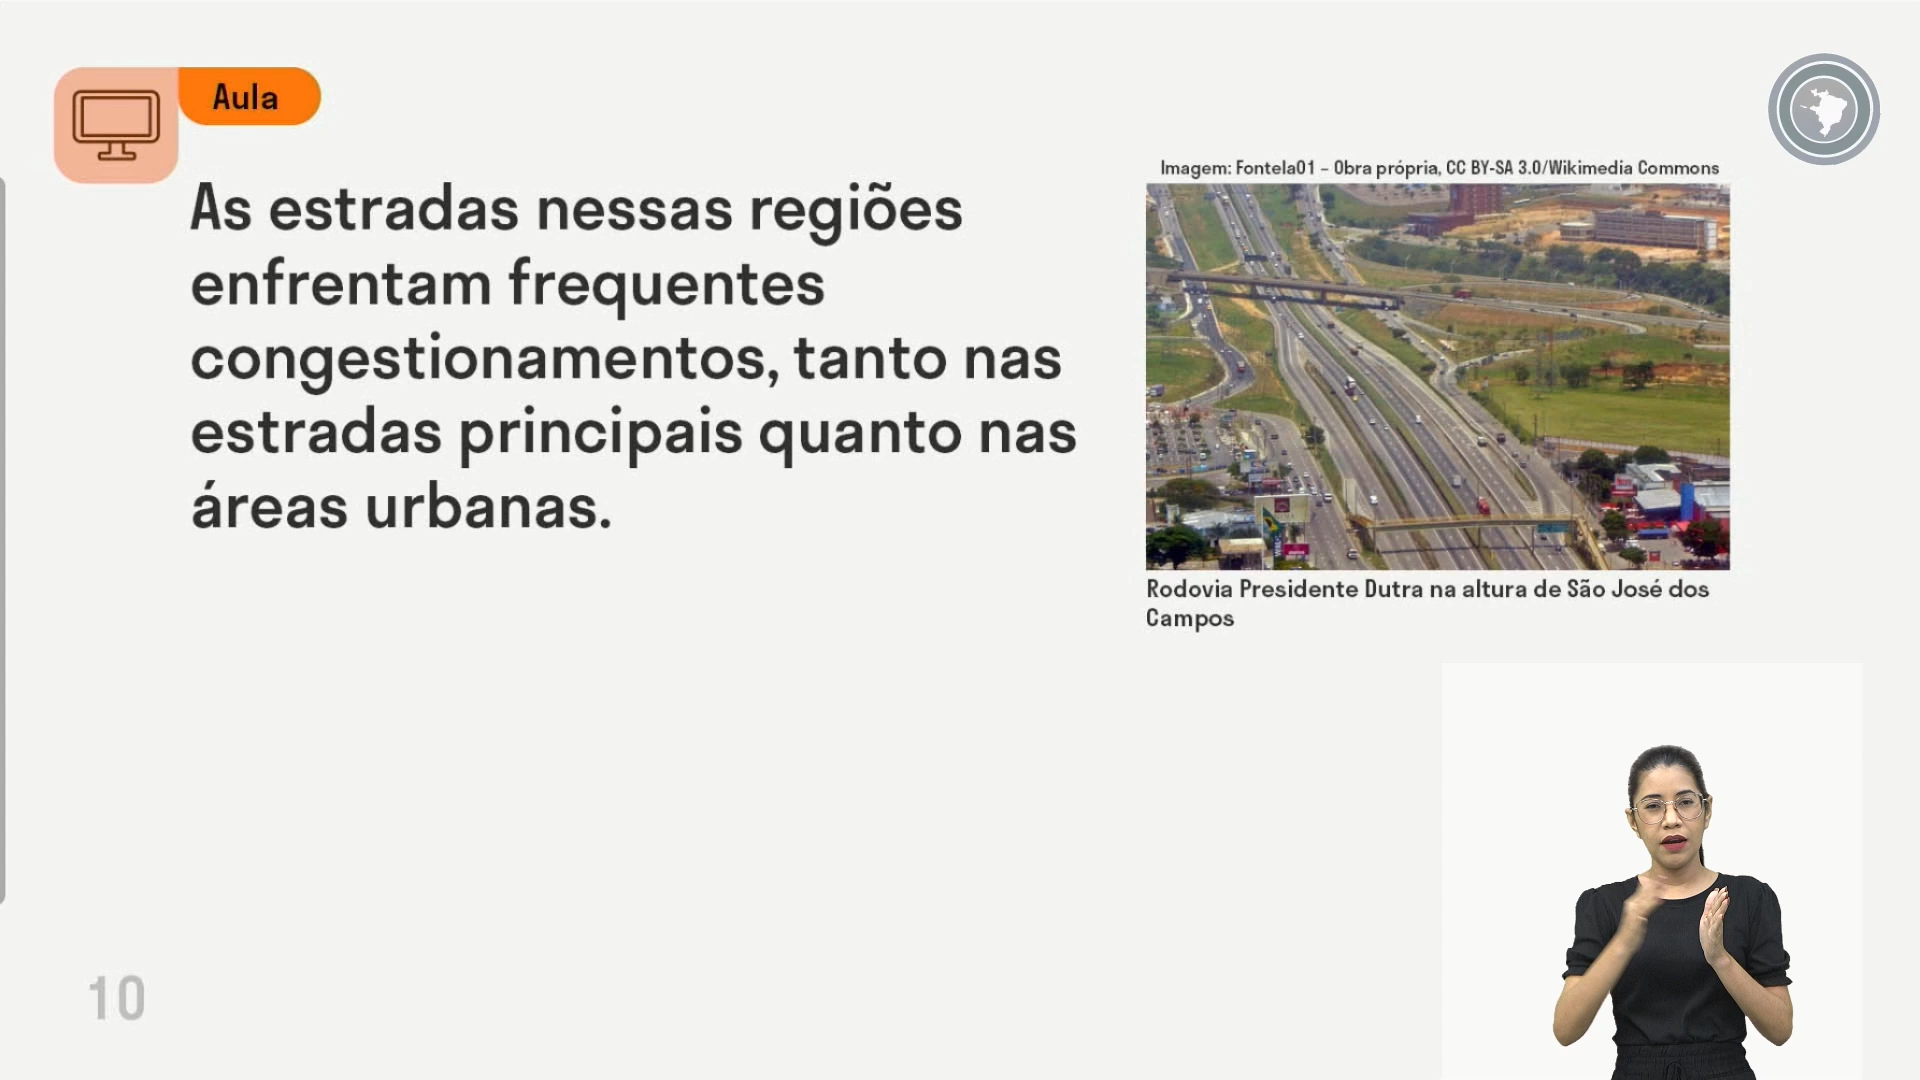 Aula
As estradas nessas regiões
enfrentam frequentes
congestionamentos, tanto nas
estradas principais quanto nas
áreas urbanas.
Imagem: Fontela01 – Obra própria, CC BY-SA 3.0/Wikimedia Commons
Rodovia Presidente Dutra na altura de São José dos
Campos
10